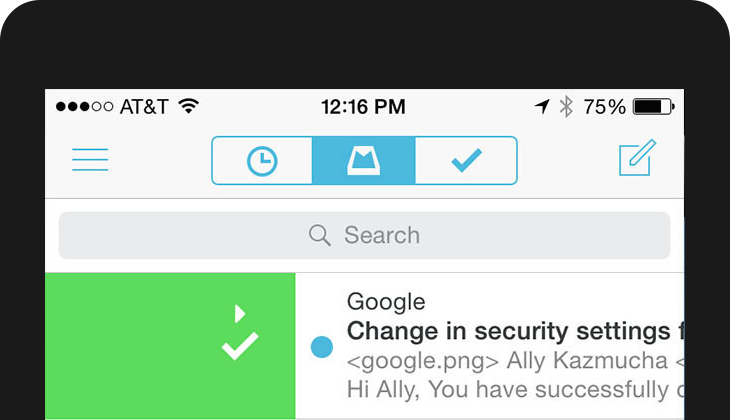 AT&T 12:16 PM 75%
Search
Google
Change in security settings f
<google.png> Ally Kazmucha <
Hi Ally, You have successfully